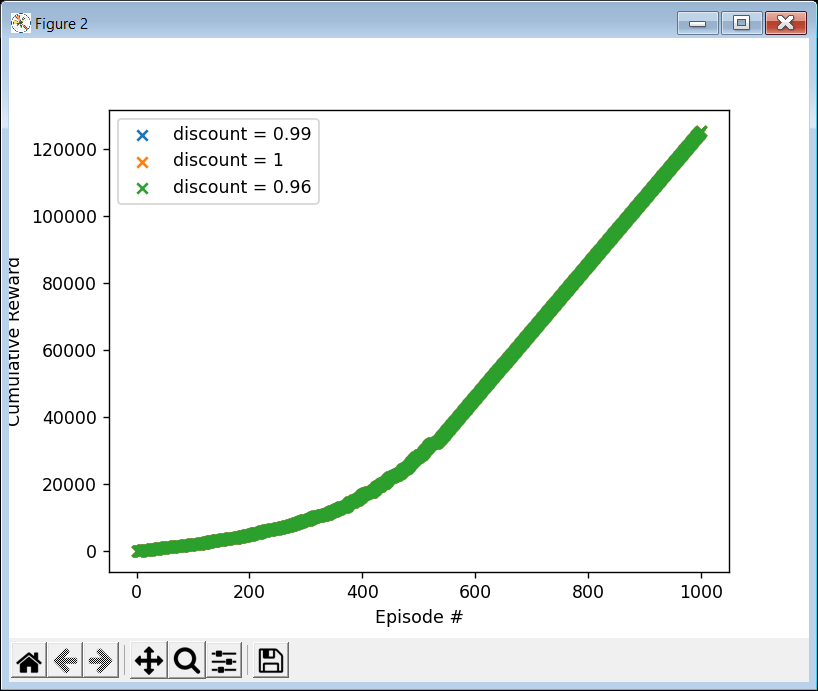 Figure 2
discount = 0.99
discount = 1
discount = 0.96
120000
100000
80000
60000
40000
20000
0
Cumulative Reward
0 200 400 600 800 1000
Episode #